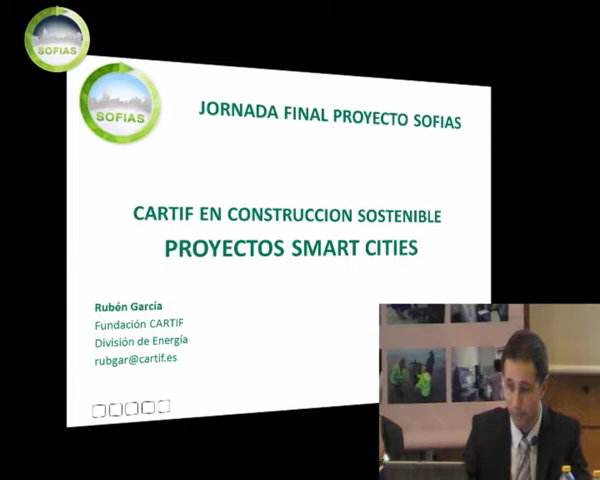 SOFIAS
SOFIAS
JORNADA FINAL PROYECTO SOFIAS
CARTIF EN CONSTRUCCION SOSTENIBLE
PROYECTOS SMART CITIES
Rubén García
Fundación CARTIF
División de Energía
rubgar@cartif.es